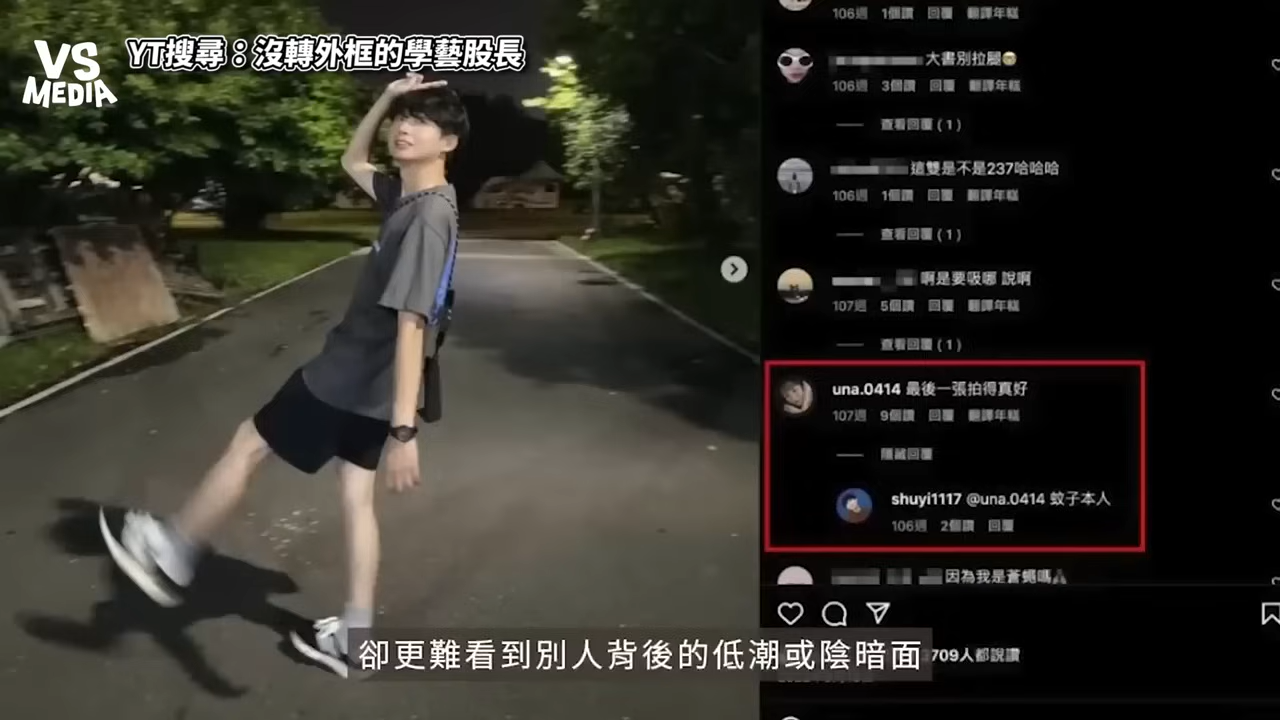 VS
MEDIA
YT搜尋：沒轉外框的學藝股長
106週 1個讚 回覆 翻譯年糕
大書別拉腿
106週 3個讚 回覆 翻譯年糕
查看回覆 (1)
這雙是不是237哈哈哈
106週 1個讚 回覆 翻譯年糕
查看回覆 (1)
啊是要吸哪 說啊
107週 5個讚 回覆 翻譯年糕
查看回覆 (1)
una.0414 最後一張拍得真好
107週 9個讚 回覆 翻譯年糕
隱藏回覆
shuyi1117 @una.0414 蚊子本人
106週 2個讚 回覆
因為我是蒼蠅嗎
709人都說讚
卻更難看到別人背後的低潮或陰暗面